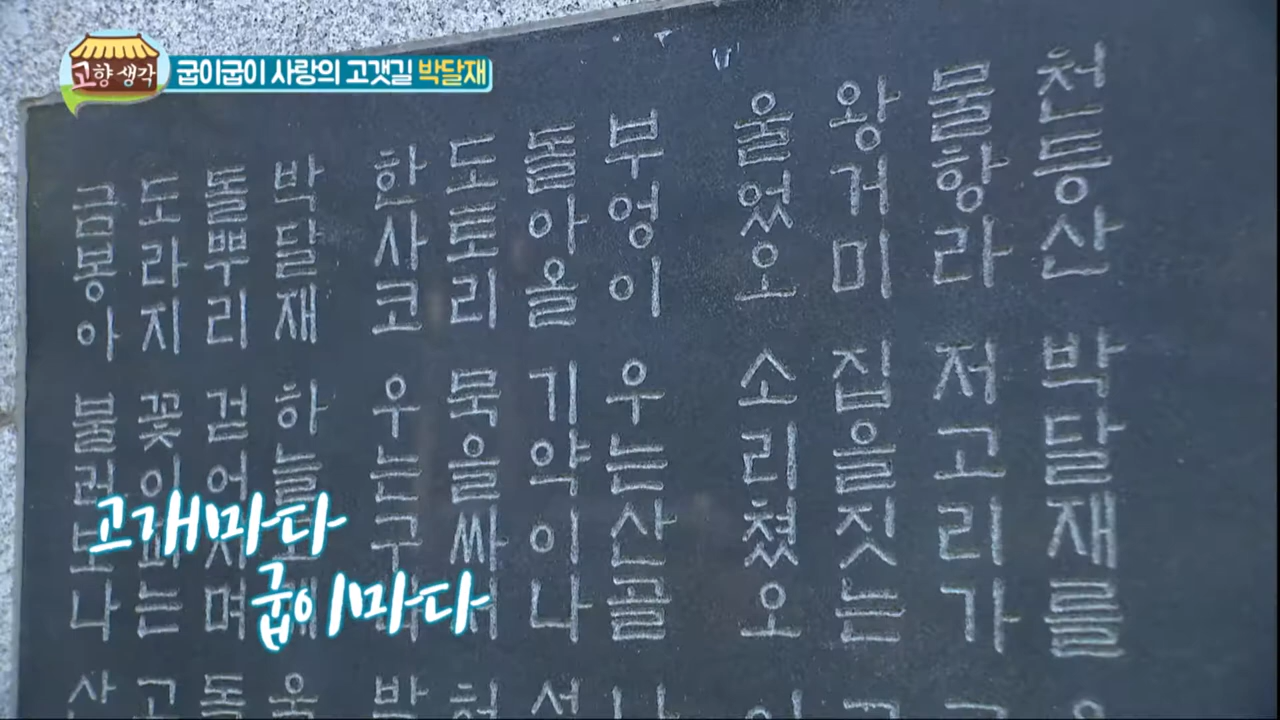 고향 생각
굽이굽이 사랑의 고갯길 박달재
천등산 박달재를
물항라 저고리가
왕거미 집을짓는
울었오 소리쳤오
부엉이 우는산골
돌아올 기약이나
도토리 묵을싸서
한사코 우는구나
박달재
돌뿌리 걷어차며
도라지 꽃이피는
금봉아 불러보나
고개마다
굽이마다